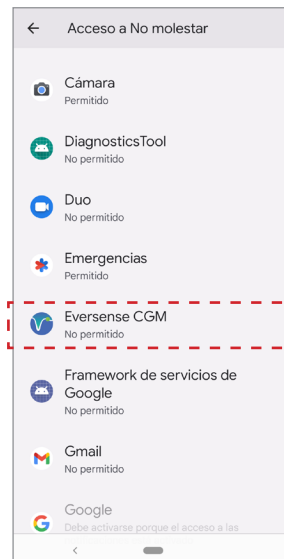 Acceso a No molestar
Cámara
Permitido
DiagnosticsTool
No permitido
Duo
No permitido
Emergencias
Permitido
Eversense CGM
No permitido
Framework de servicios de
Google
No permitido
Gmail
No permitido
Google
Debe activarse porque el acceso a las